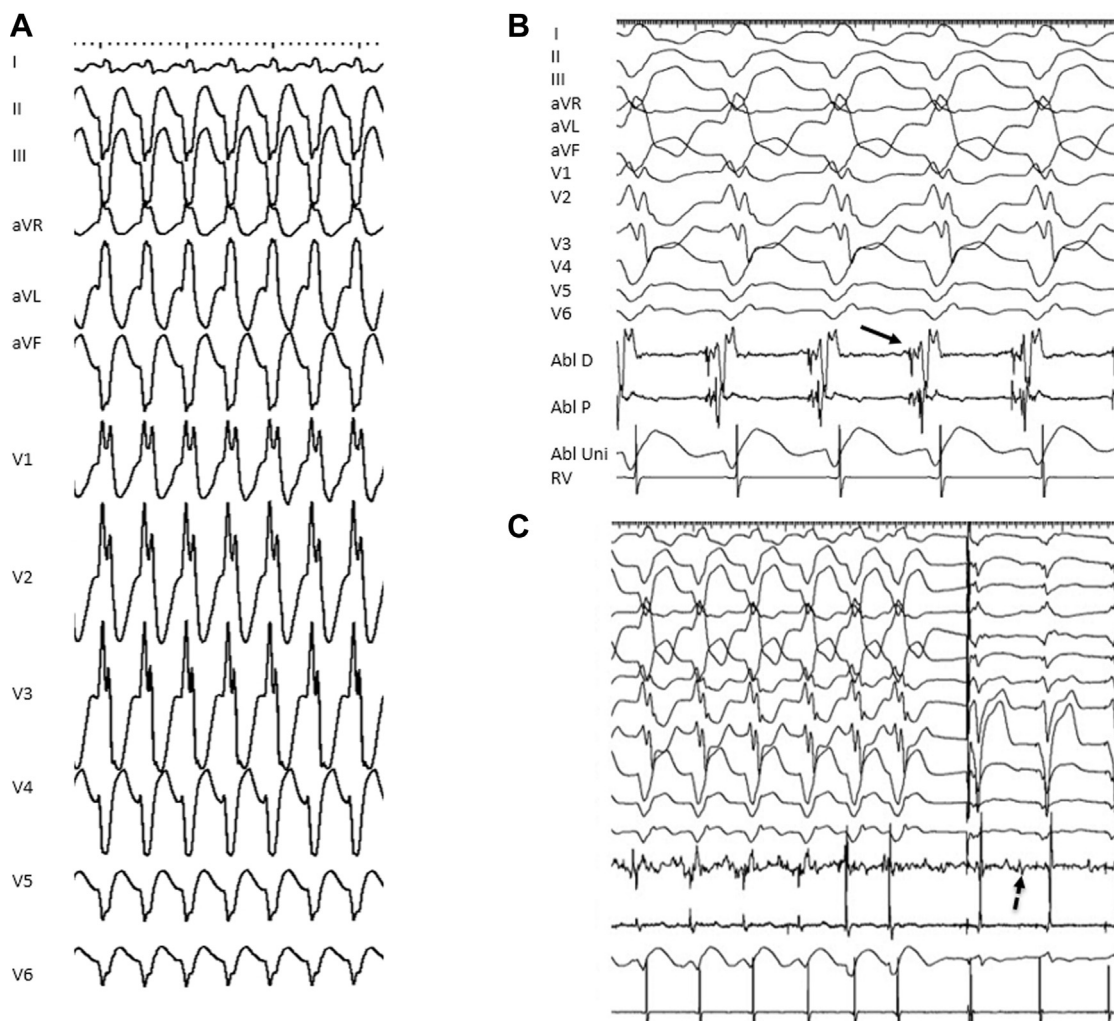 A
I
II
III
aVR
aVL
aVF
V1
V2
V3
V4
V5
V6
B
I
II
III
aVR
aVL
aVF
V1
V2
V3
V4
V5
V6
Abl D
Abl P
Abl Uni
RV
C